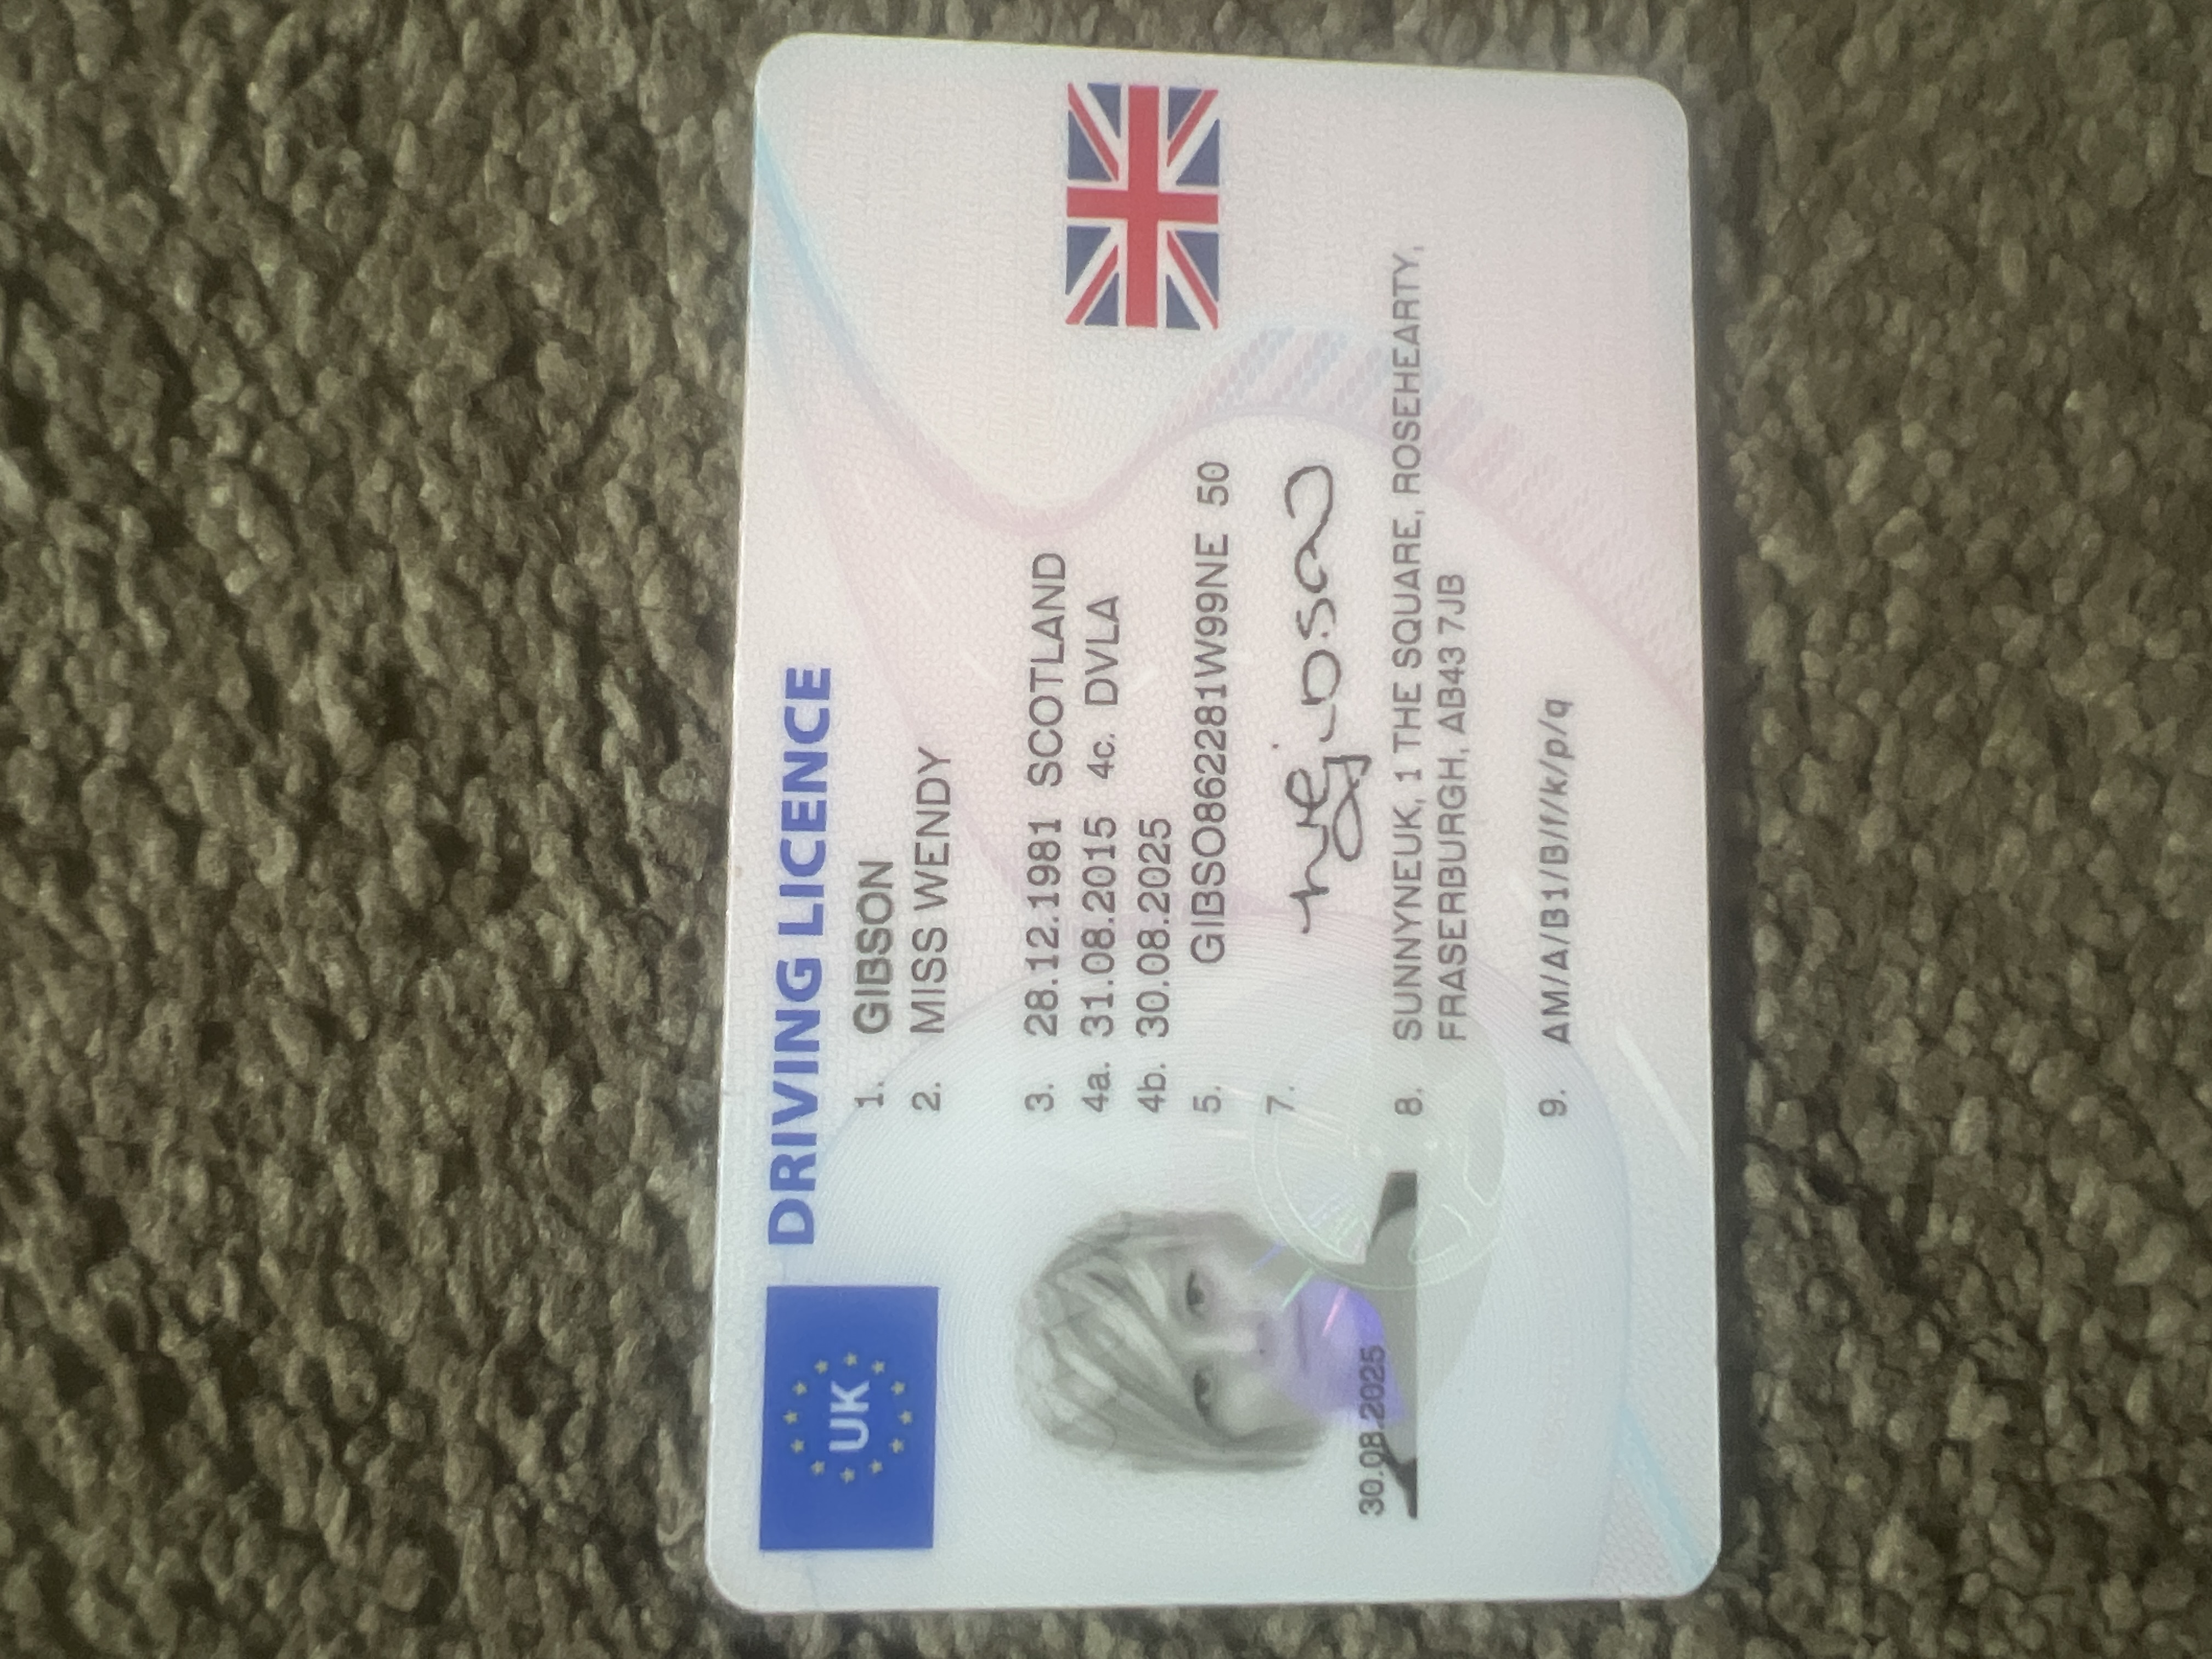 UK
DRIVING LICENCE
1. GIBSON
2. MISS WENDY
3. 28.12.1981 SCOTLAND
4a. 31.08.2015 4c. DVLA
4b. 30.08.2025
5. GIBSO862281W99NE 50
7. W Gibson
30.08.2025
8. SUNNYNEUK, 1 THE SQUARE, ROSEHEARTY,
FRASERBURGH, AB43 7JB
9. AM/A/B1/B/f/k/p/q